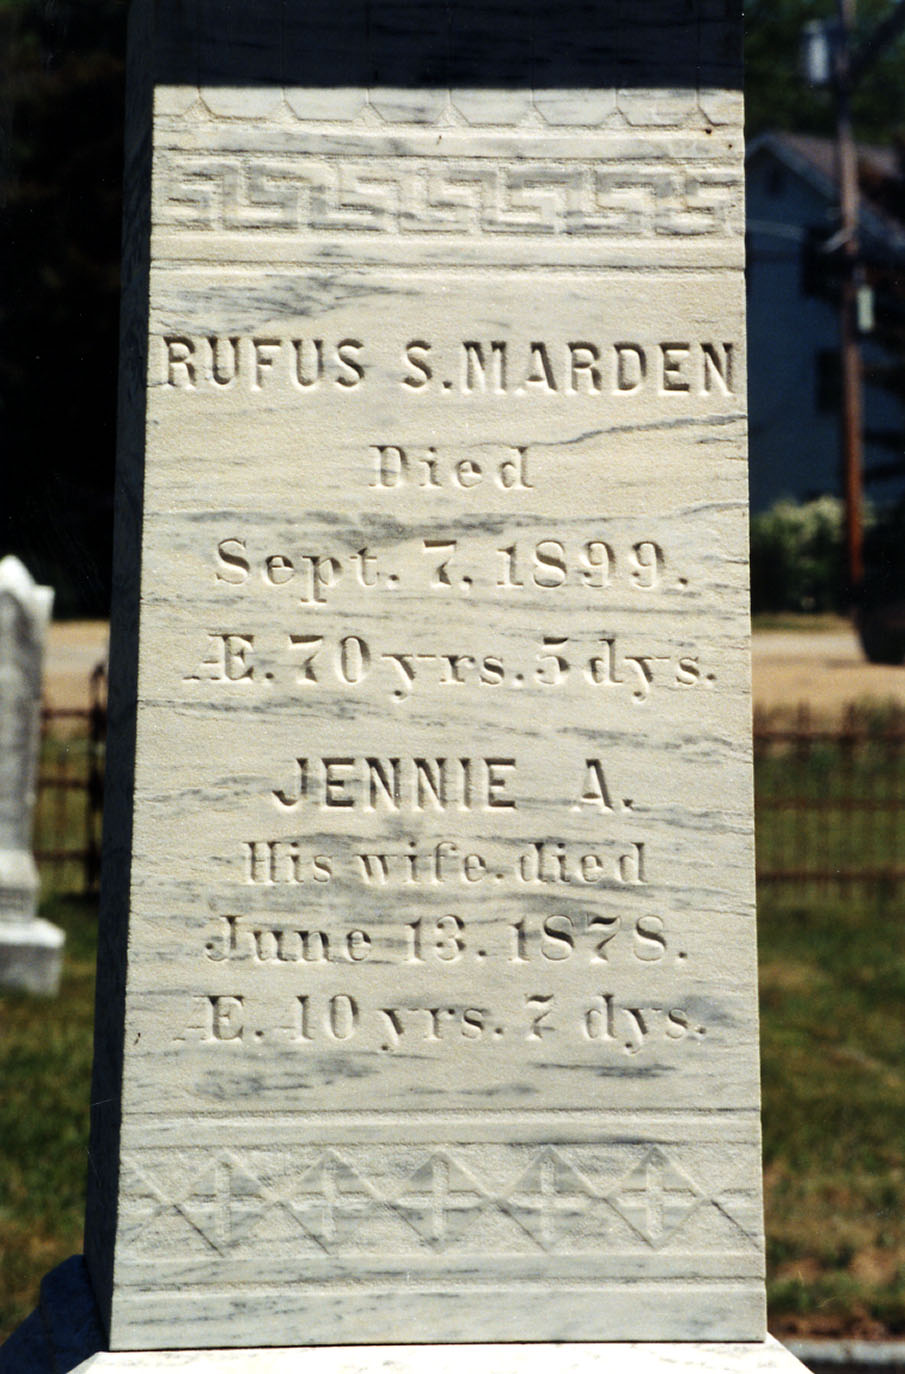 RUFUS S. MARDEN
Died
Sept. 7. 1899.
Æ. 70 yrs. 5 dys.
JENNIE A.
His wife. died
June 13. 1878.
Æ. 40 yrs. 7 dys.